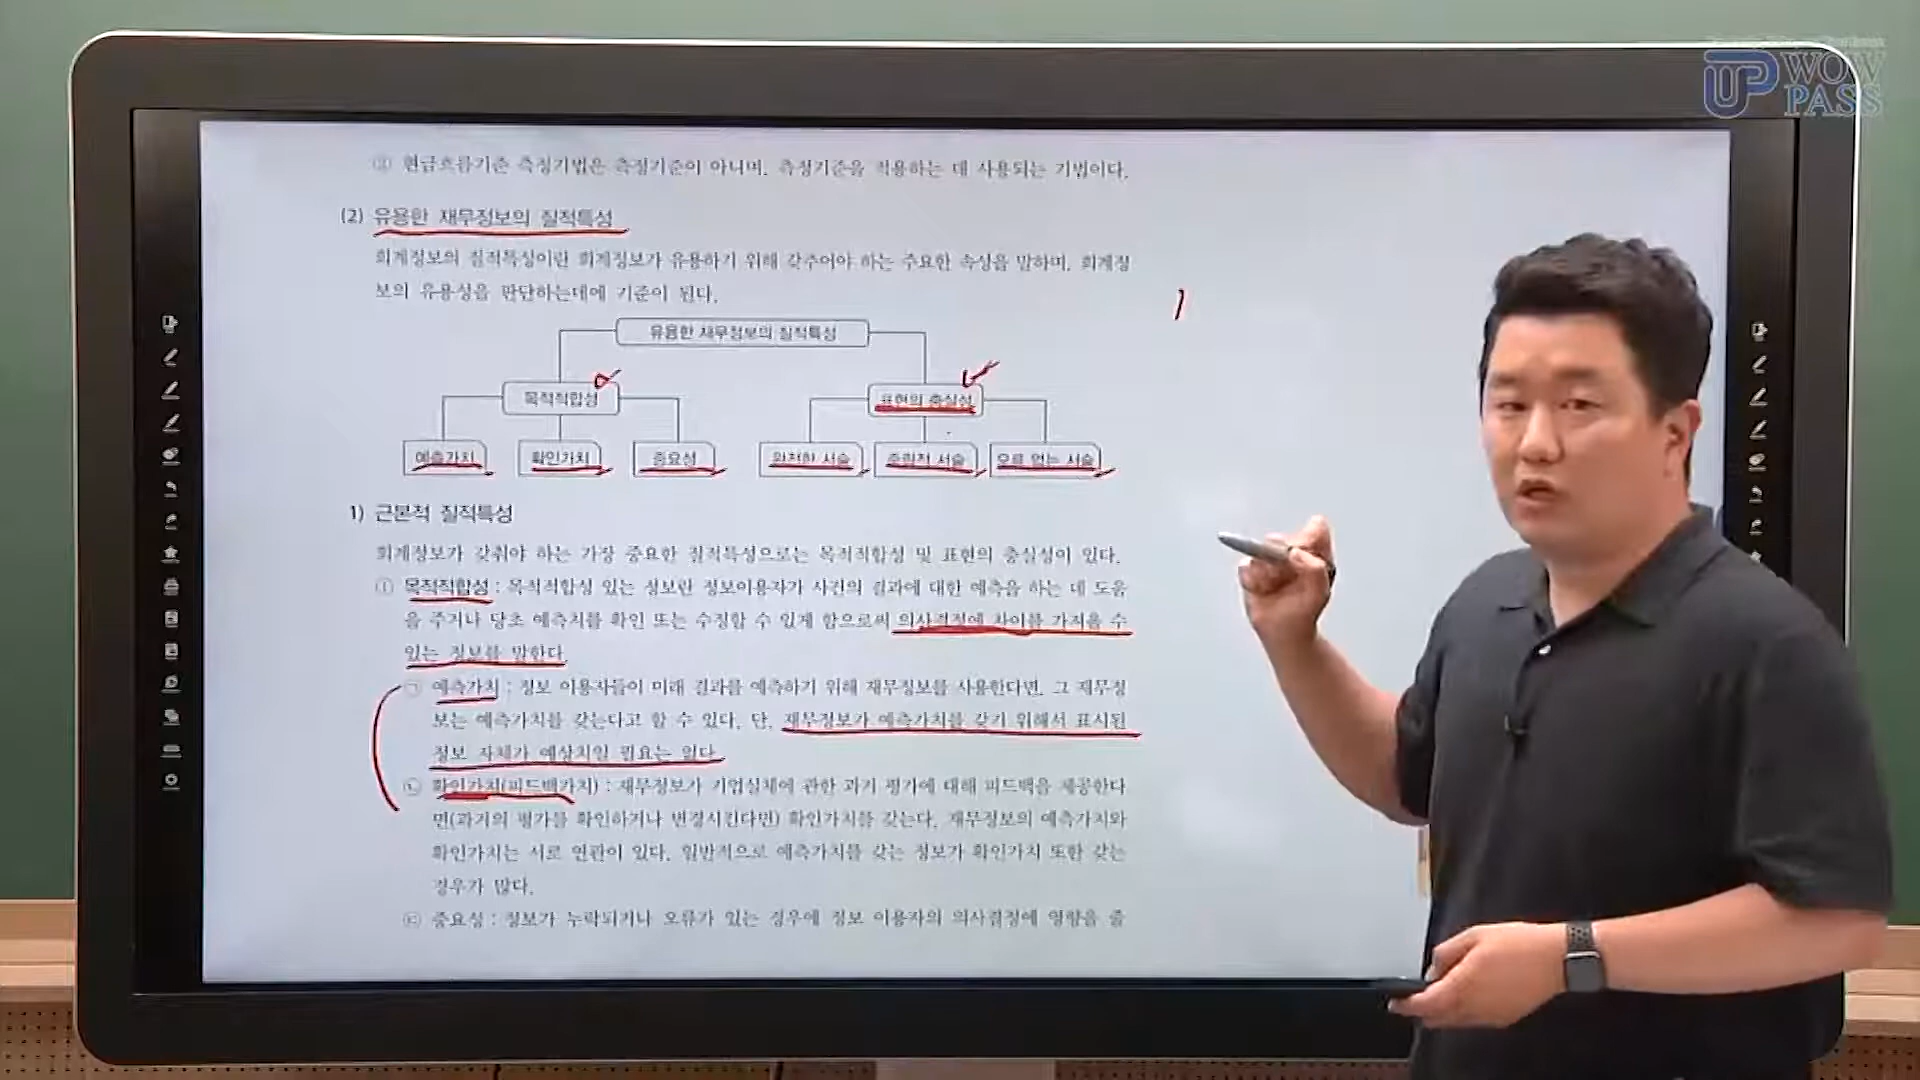 WOW
PASS
③ 현금흐름기준 측정기법은 측정기준이 아니며, 측정기준을 적용하는 데 사용되는 기법이다.
(2) 유용한 재무정보의 질적특성
회계정보의 질적특성이란 회계정보가 유용하기 위해 갖추어야 하는 주요한 속성을 말하며, 회계정
보의 유용성을 판단하는데에 기준이 된다.
유용한 재무정보의 질적특성
목적적합성 표현의 충실성
예측가치 확인가치 중요성 완전한 서술 중립적 서술 오류 없는 서술
1) 근본적 질적특성
회계정보가 갖춰야 하는 가장 중요한 질적특성으로는 목적적합성 및 표현의 충실성이 있다.
① 목적적합성 : 목적적합성 있는 정보란 정보이용자가 사건의 결과에 대한 예측을 하는 데 도움
을 주거나 당초 예측치를 확인 또는 수정할 수 있게 함으로써 의사결정에 차이를 가져올 수
있는 정보를 말한다.
㉠ 예측가치 : 정보 이용자들이 미래 결과를 예측하기 위해 재무정보를 사용한다면, 그 재무정
보는 예측가치를 갖는다고 할 수 있다. 단, 재무정보가 예측가치를 갖기 위해서 표시된
정보 자체가 예상치일 필요는 없다.
㉡ 확인가치(피드백가치) : 재무정보가 기업실체에 관한 과거 평가에 대해 피드백을 제공한다
면(과거의 평가를 확인하거나 변경시킨다면) 확인가치를 갖는다. 재무정보의 예측가치와
확인가치는 서로 연관이 있다. 일반적으로 예측가치를 갖는 정보가 확인가치 또한 갖는
경우가 많다.
㉢ 중요성 : 정보가 누락되거나 오류가 있는 경우에 정보 이용자의 의사결정에 영향을 줄